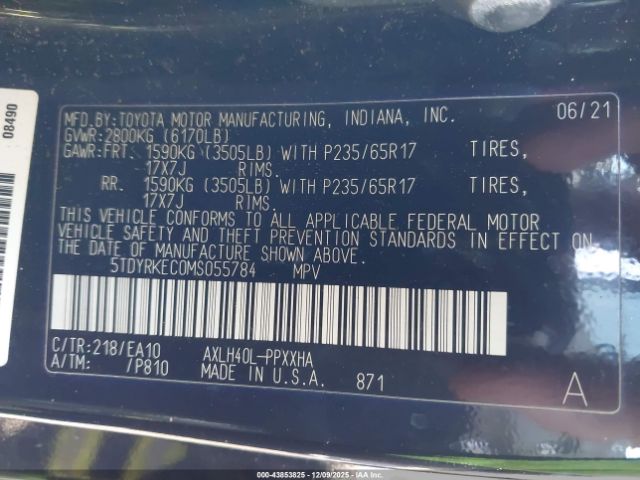 08490
MFD.BY:TOYOTA MOTOR MANUFACTURING, INDIANA, INC. 06/21
GVWR:2800KG (6170LB)
GAWR:FRT. 1590KG (3505LB) WITH P235/65R17 TIRES,
17X7J RIMS.
RR. 1590KG (3505LB) WITH P235/65R17 TIRES,
17X7J RIMS.
THIS VEHICLE CONFORMS TO ALL APPLICABLE FEDERAL MOTOR
VEHICLE SAFETY AND THEFT PREVENTION STANDARDS IN EFFECT ON
THE DATE OF MANUFACTURE SHOWN ABOVE.
5TDYRKEC0MS055784 MPV
C/TR:218/EA10 AXLH40L-PPXXHA
A/TM: /P810 MADE IN U.S.A. 871 A
© IAAI 43853825 - 12/09/2025 - IAAI.COM